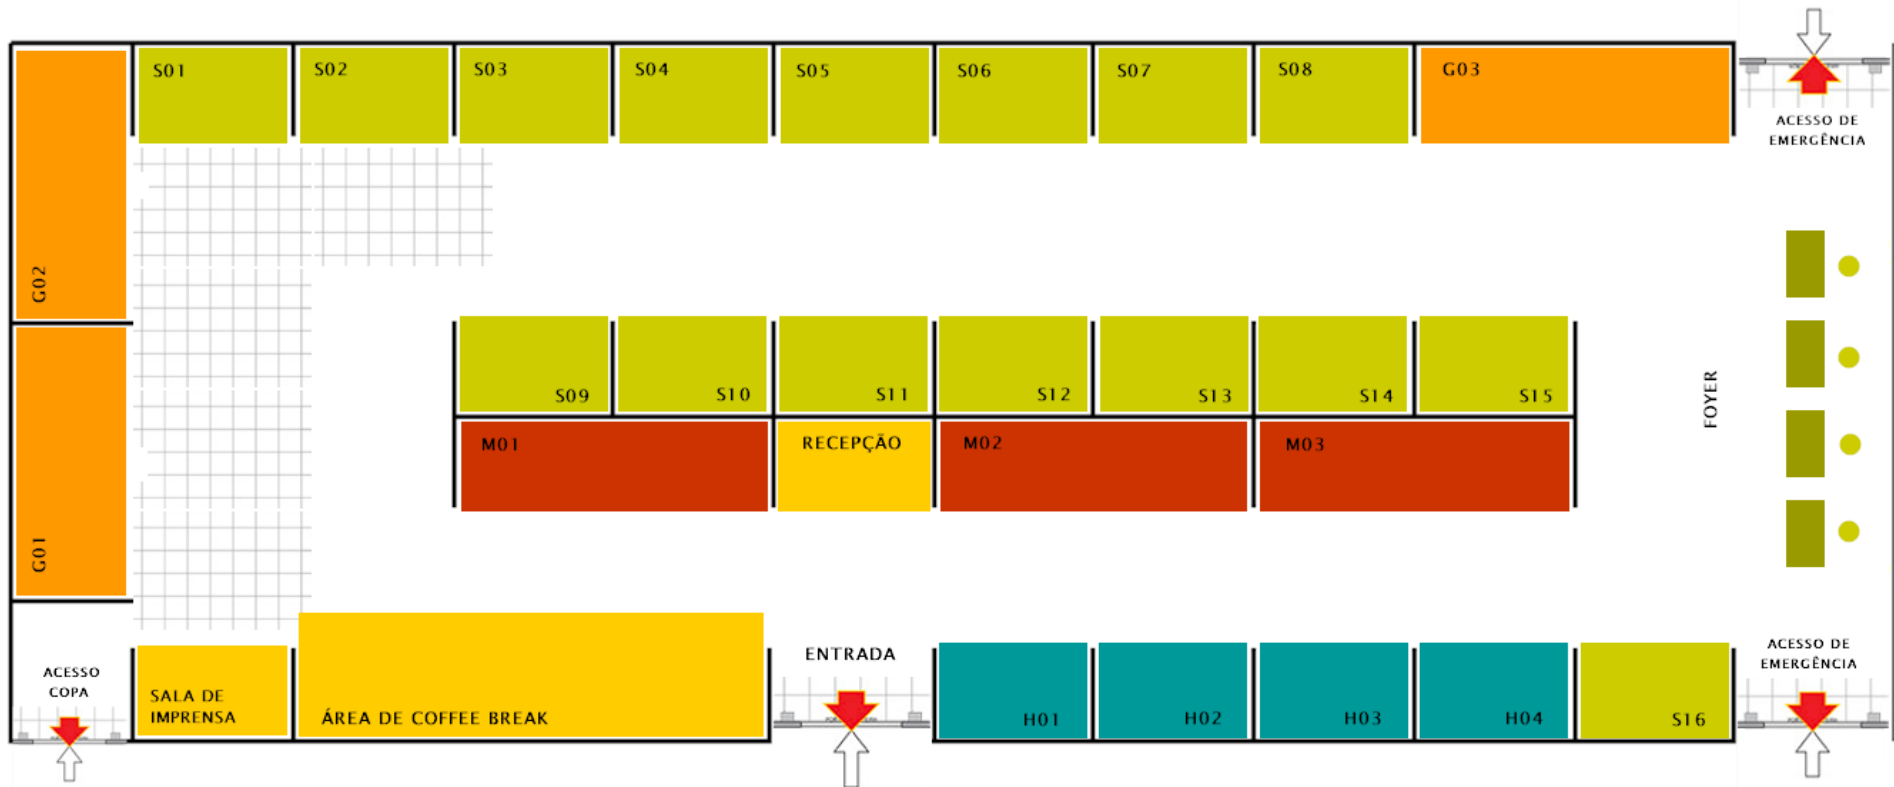 S01
S02
S03
S04
S05
S06
S07
S08
G03
ACESSO DE
EMERGÊNCIA
G02
G01
S09
S10
S11
S12
S13
S14
S15
M01
RECEPÇÃO
M02
M03
FOYER
ACESSO
COPA
SALA DE
IMPRENSA
ÁREA DE COFFEE BREAK
ENTRADA
H01
H02
H03
H04
S16
ACESSO DE
EMERGÊNCIA